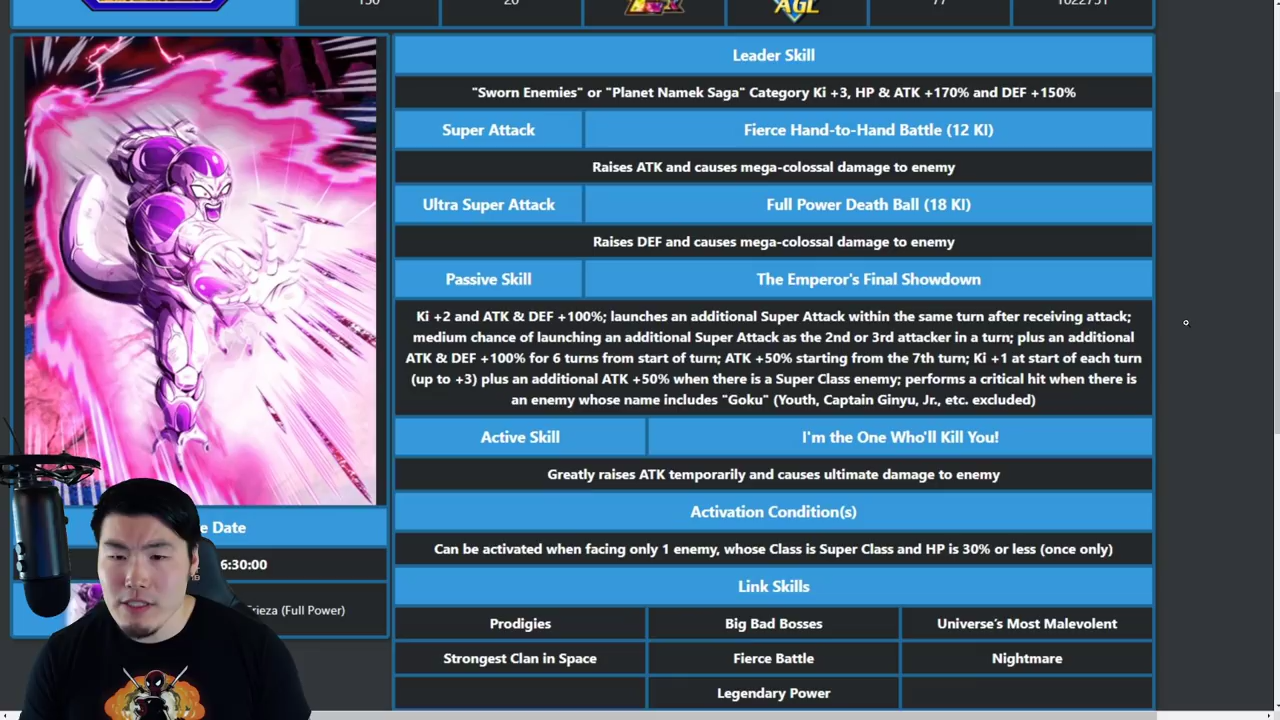 150
20
AGL
77
1022751
Leader Skill
"Sworn Enemies" or "Planet Namek Saga" Category Ki +3, HP & ATK +170% and DEF +150%
Super Attack
Fierce Hand-to-Hand Battle (12 KI)
Raises ATK and causes mega-colossal damage to enemy
Ultra Super Attack
Full Power Death Ball (18 KI)
Raises DEF and causes mega-colossal damage to enemy
Passive Skill
The Emperor's Final Showdown
Ki +2 and ATK & DEF +100%; launches an additional Super Attack within the same turn after receiving attack;
medium chance of launching an additional Super Attack as the 2nd or 3rd attacker in a turn; plus an additional
ATK & DEF +100% for 6 turns from start of turn; ATK +50% starting from the 7th turn; Ki +1 at start of each turn
(up to +3) plus an additional ATK +50% when there is a Super Class enemy; performs a critical hit when there is
an enemy whose name includes "Goku" (Youth, Captain Ginyu, Jr., etc. excluded)
Active Skill
I'm the One Who'll Kill You!
Greatly raises ATK temporarily and causes ultimate damage to enemy
Activation Condition(s)
Can be activated when facing only 1 enemy, whose Class is Super Class and HP is 30% or less (once only)
Link Skills
Prodigies
Big Bad Bosses
Universe's Most Malevolent
Strongest Clan in Space
Fierce Battle
Nightmare
Legendary Power
e Date
6:30:00
Frieza (Full Power)